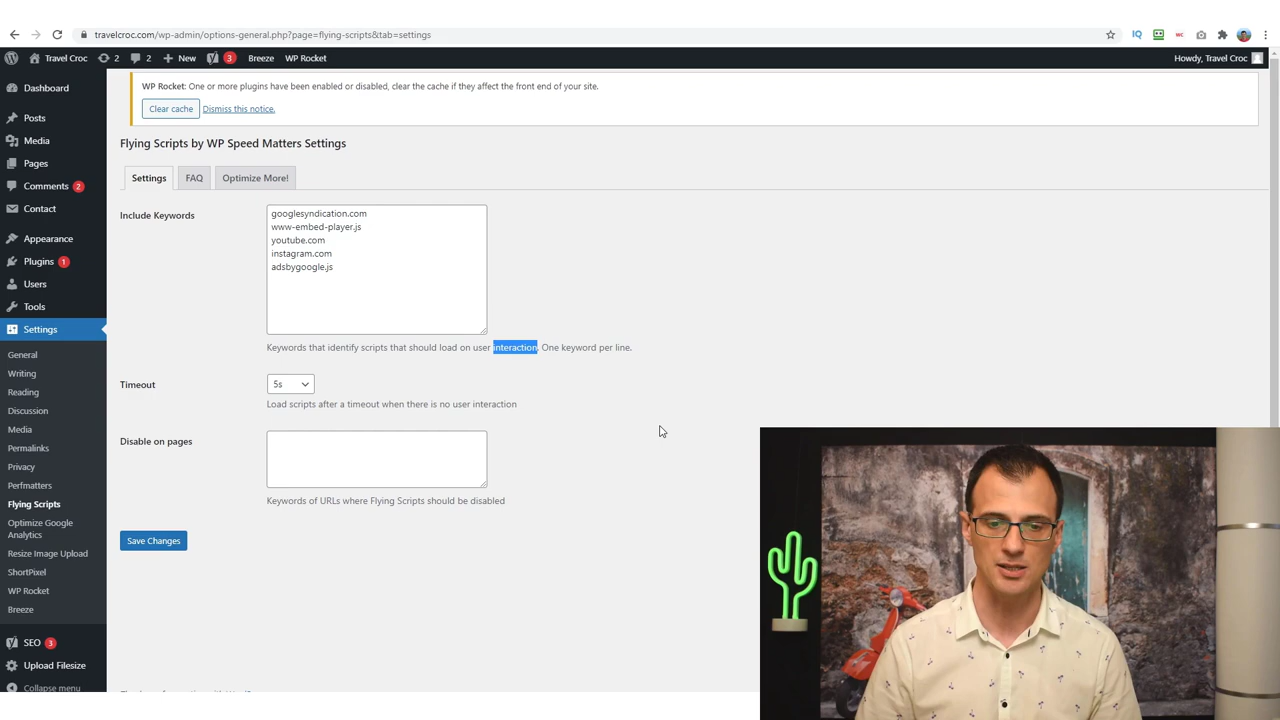 travelcroc.com/wp-admin/options-general.php?page=flying-scripts&tab=settings
IQ
WC
Travel Croc
2
2
New
3
Breeze
WP Rocket
Howdy, Travel Croc
Dashboard
Posts
Media
Pages
Comments 2
Contact
Appearance
Plugins 1
Users
Tools
Settings
General
Writing
Reading
Discussion
Media
Permalinks
Privacy
Perfmatters
Flying Scripts
Optimize Google
Analytics
Resize Image Upload
ShortPixel
WP Rocket
Breeze
SEO 3
Upload Filesize
Collapse menu
WP Rocket: One or more plugins have been enabled or disabled, clear the cache if they affect the front end of your site.
Clear cache
Dismiss this notice.
Flying Scripts by WP Speed Matters Settings
Settings
FAQ
Optimize More!
Include Keywords
googlesyndication.com
www-embed-player.js
youtube.com
instagram.com
adsbygoogle.js
Keywords that identify scripts that should load on user interaction. One keyword per line.
Timeout
5s
Load scripts after a timeout when there is no user interaction
Disable on pages
Keywords of URLs where Flying Scripts should be disabled
Save Changes